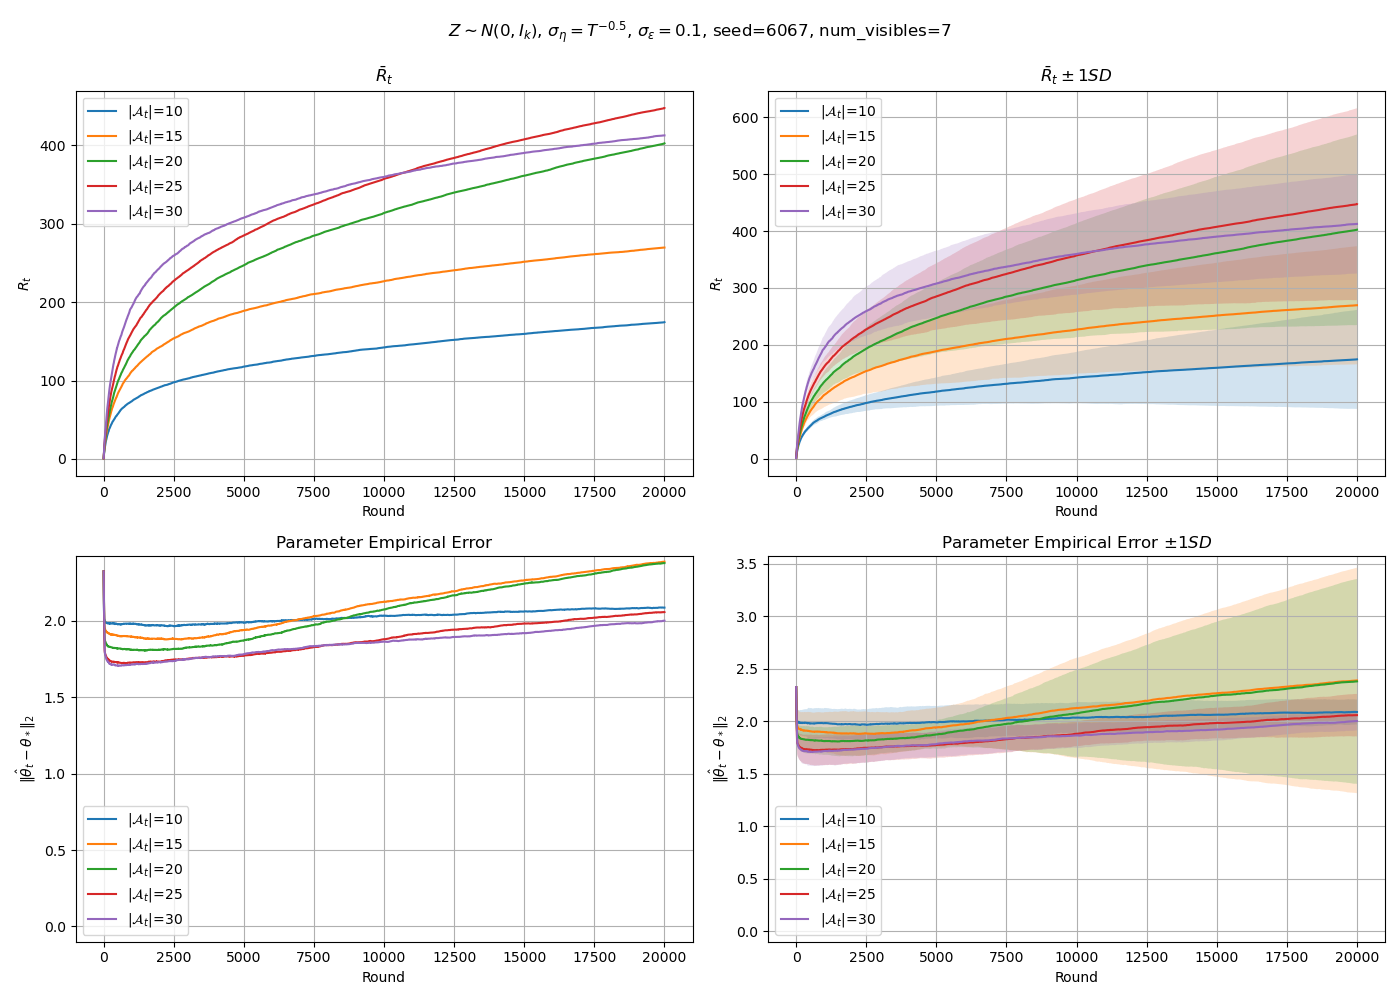 Z ∼ N(0, I_k), σ_η = T^{−0.5}, σ_ε = 0.1, seed=6067, num_visibles=7
R̄_t
R_t
400
300
200
100
0
|𝒜_t|=10
|𝒜_t|=15
|𝒜_t|=20
|𝒜_t|=25
|𝒜_t|=30
0 2500 5000 7500 10000 12500 15000 17500 20000
Round
R̄_t ± 1SD
R_t
600
500
400
300
200
100
0
|𝒜_t|=10
|𝒜_t|=15
|𝒜_t|=20
|𝒜_t|=25
|𝒜_t|=30
0 2500 5000 7500 10000 12500 15000 17500 20000
Round
Parameter Empirical Error
‖θ̂_t − θ_*‖_2
2.0
1.5
1.0
0.5
0.0
|𝒜_t|=10
|𝒜_t|=15
|𝒜_t|=20
|𝒜_t|=25
|𝒜_t|=30
0 2500 5000 7500 10000 12500 15000 17500 20000
Round
Parameter Empirical Error ±1SD
‖θ̂_t − θ_*‖_2
3.5
3.0
2.5
2.0
1.5
1.0
0.5
0.0
|𝒜_t|=10
|𝒜_t|=15
|𝒜_t|=20
|𝒜_t|=25
|𝒜_t|=30
0 2500 5000 7500 10000 12500 15000 17500 20000
Round